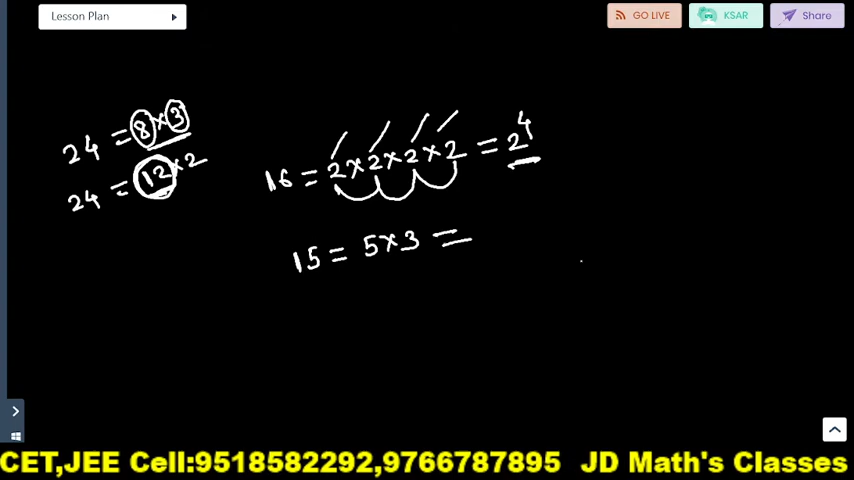 Lesson Plan
GO LIVE
KSAR
Share
24 = 8 × 3
24 = 12 × 2
16 = 2 × 2 × 2 × 2 = 2⁴
15 = 5 × 3 =
CET,JEE Cell:9518582292,9766787895 JD Math's Classes